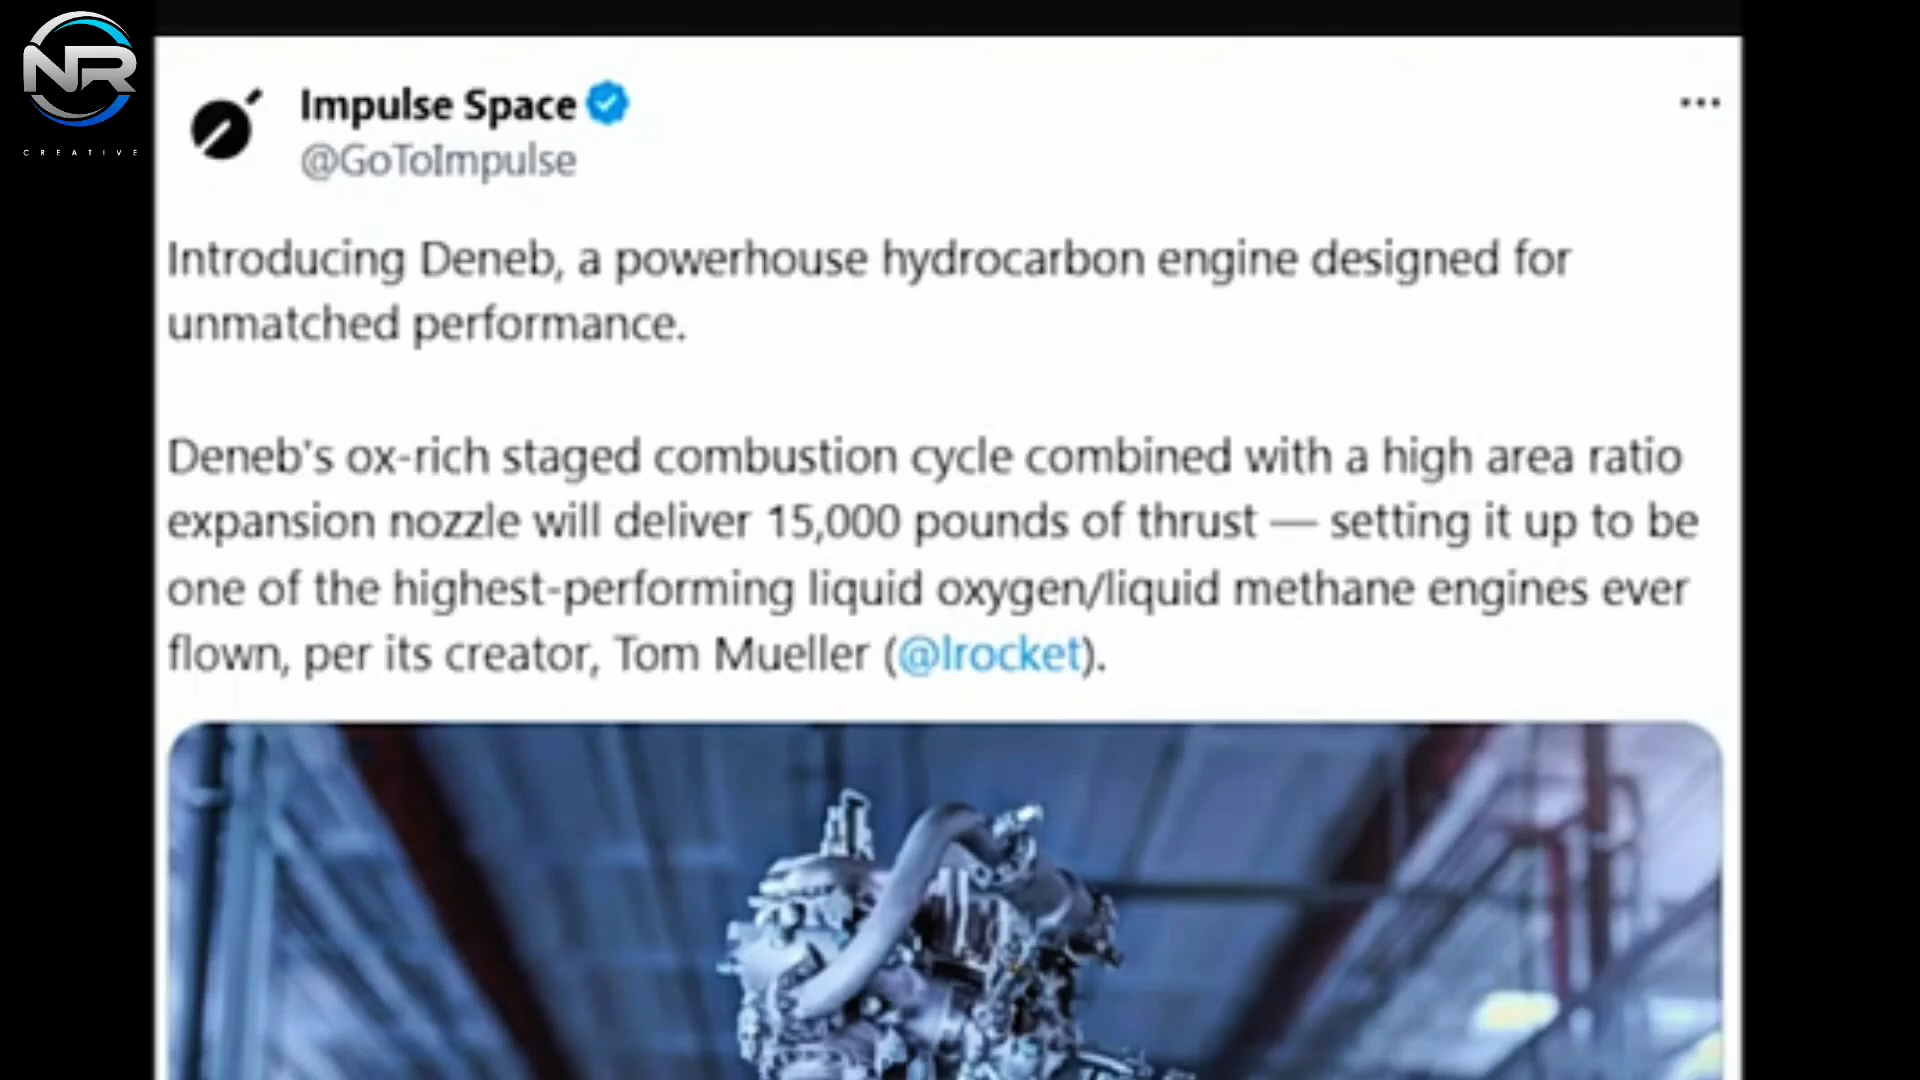 NR
CREATIVE
Impulse Space
@GoToImpulse
Introducing Deneb, a powerhouse hydrocarbon engine designed for
unmatched performance.
Deneb's ox-rich staged combustion cycle combined with a high area ratio
expansion nozzle will deliver 15,000 pounds of thrust — setting it up to be
one of the highest-performing liquid oxygen/liquid methane engines ever
flown, per its creator, Tom Mueller (@lrocket).